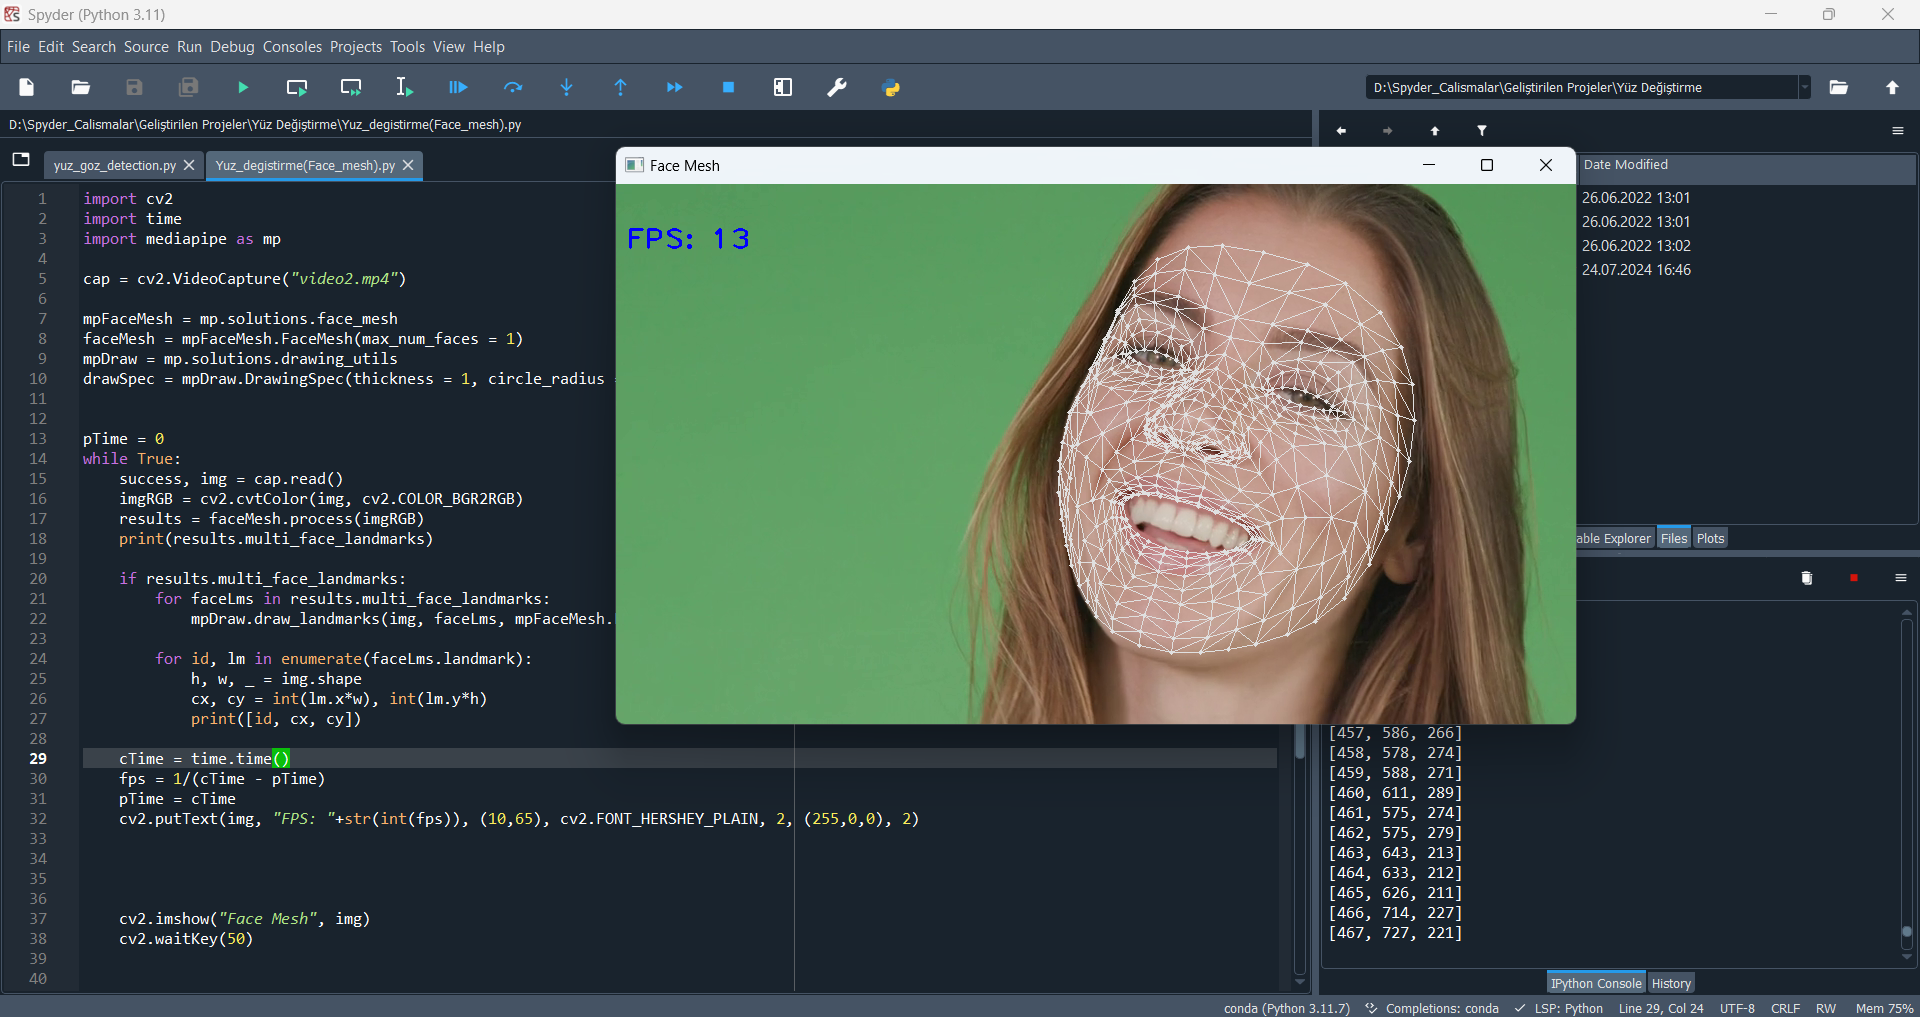 Spyder (Python 3.11)
File Edit Search Source Run Debug Consoles Projects Tools View Help
D:\Spyder_Calismalar\Geliştirilen Projeler\Yüz Değiştirme
D:\Spyder_Calismalar\Geliştirilen Projeler\Yüz Değiştirme\Yuz_degistirme(Face_mesh).py
yuz_goz_detection.py
Yuz_degistirme(Face_mesh).py
1 import cv2
2 import time
3 import mediapipe as mp
4
5 cap = cv2.VideoCapture("video2.mp4")
6
7 mpFaceMesh = mp.solutions.face_mesh
8 faceMesh = mpFaceMesh.FaceMesh(max_num_faces = 1)
9 mpDraw = mp.solutions.drawing_utils
10 drawSpec = mpDraw.DrawingSpec(thickness = 1, circle_radius
11
12
13 pTime = 0
14 while True:
15 success, img = cap.read()
16 imgRGB = cv2.cvtColor(img, cv2.COLOR_BGR2RGB)
17 results = faceMesh.process(imgRGB)
18 print(results.multi_face_landmarks)
19
20 if results.multi_face_landmarks:
21 for faceLms in results.multi_face_landmarks:
22 mpDraw.draw_landmarks(img, faceLms, mpFaceMesh.
23
24 for id, lm in enumerate(faceLms.landmark):
25 h, w, _ = img.shape
26 cx, cy = int(lm.x*w), int(lm.y*h)
27 print([id, cx, cy])
28
29 cTime = time.time()
30 fps = 1/(cTime - pTime)
31 pTime = cTime
32 cv2.putText(img, "FPS: "+str(int(fps)), (10,65), cv2.FONT_HERSHEY_PLAIN, 2, (255,0,0), 2)
33
34
35
36
37 cv2.imshow("Face Mesh", img)
38 cv2.waitKey(50)
39
40
Face Mesh
FPS: 13
Date Modified
26.06.2022 13:01
26.06.2022 13:01
26.06.2022 13:02
24.07.2024 16:46
able Explorer Files Plots
[457, 586, 266]
[458, 578, 274]
[459, 588, 271]
[460, 611, 289]
[461, 575, 274]
[462, 575, 279]
[463, 643, 213]
[464, 633, 212]
[465, 626, 211]
[466, 714, 227]
[467, 727, 221]
IPython Console History
conda (Python 3.11.7) Completions: conda LSP: Python Line 29, Col 24 UTF-8 CRLF RW Mem 75%